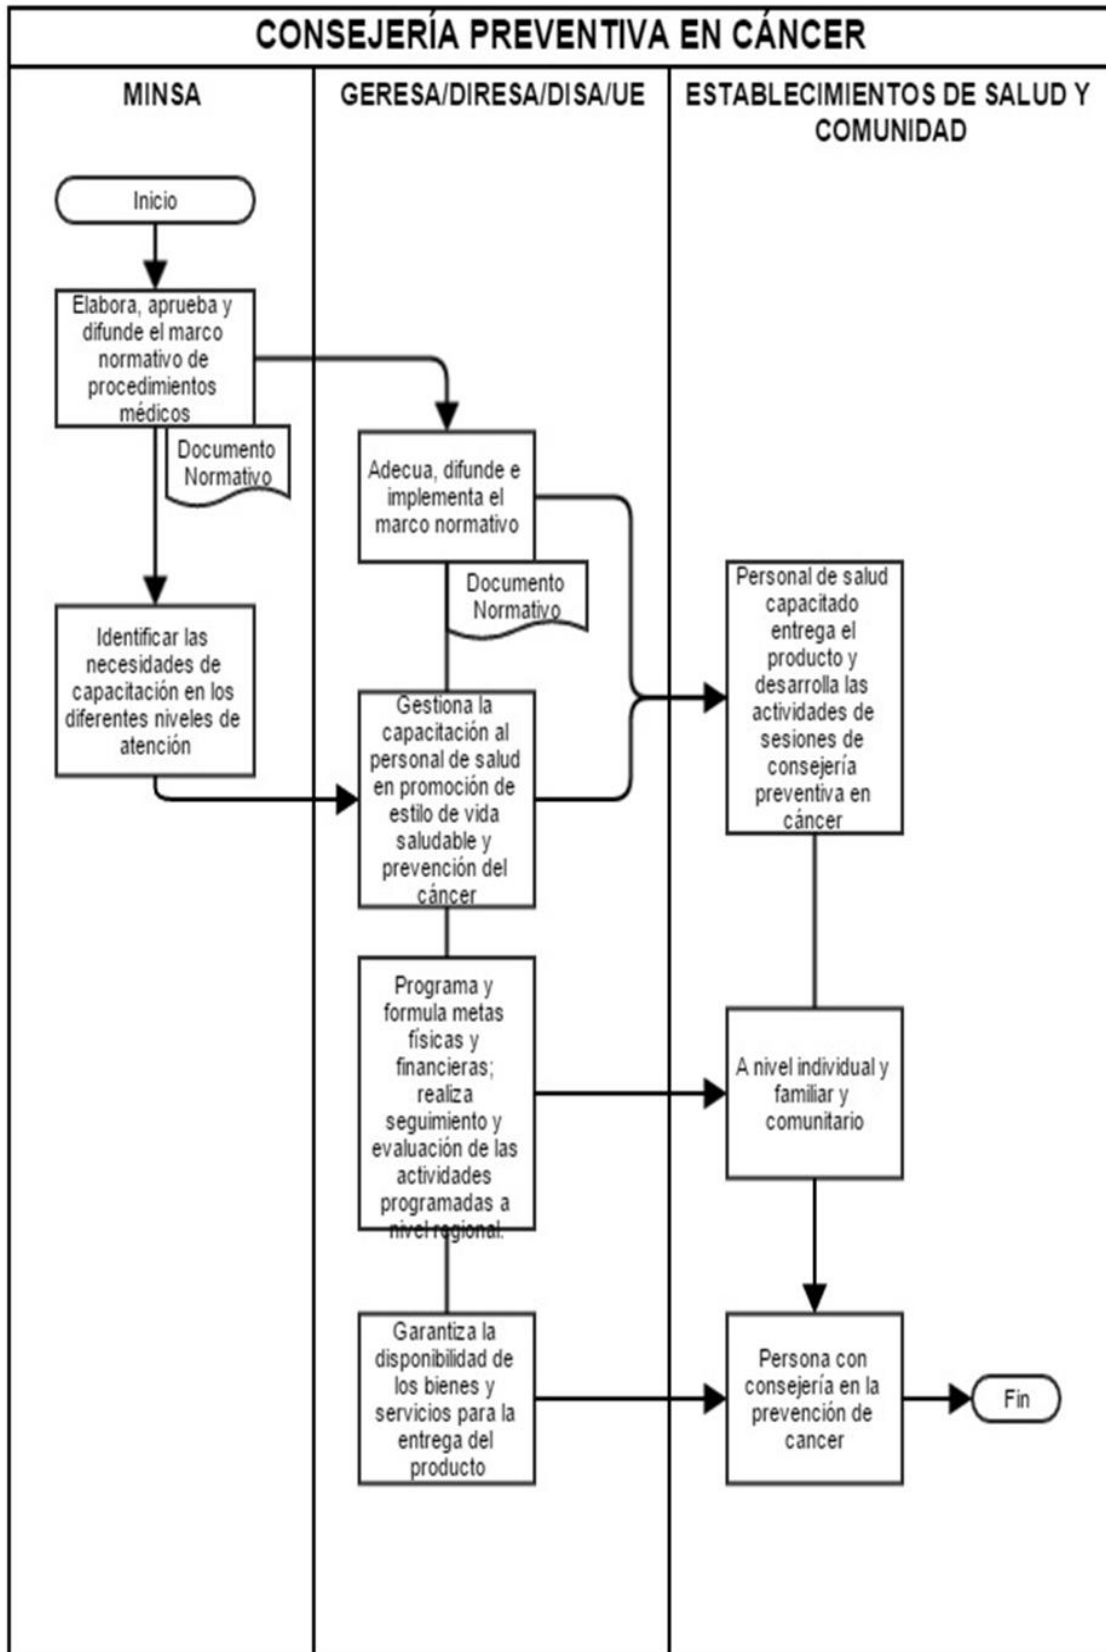 CONSEJERÍA PREVENTIVA EN CÁNCER
MINSA
GERESA/DIRESA/DISA/UE
ESTABLECIMIENTOS DE SALUD Y
COMUNIDAD
Inicio
Elabora, aprueba y
difunde el marco
normativo de
procedimientos
médicos
Documento
Normativo
Identificar las
necesidades de
capacitación en los
diferentes niveles de
atención
Adecua, difunde e
implementa el
marco normativo
Documento
Normativo
Gestiona la
capacitación al
personal de salud
en promoción de
estilo de vida
saludable y
prevención del
cáncer
Programa y
formula metas
físicas y
financieras;
realiza
seguimiento y
evaluación de las
actividades
programadas a
nivel regional.
Garantiza la
disponibilidad de
los bienes y
servicios para la
entrega del
producto
Personal de salud
capacitado
entrega el
producto y
desarrolla las
actividades de
sesiones de
consejería
preventiva en
cáncer
A nivel individual y
familiar y
comunitario
Persona con
consejería en la
prevención de
cancer
Fin